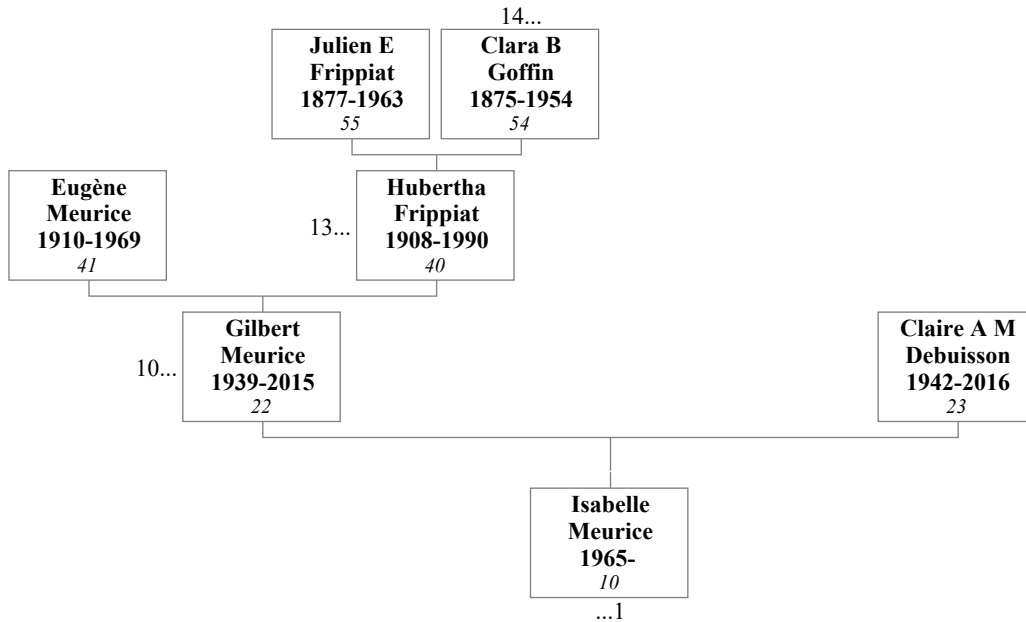 14...
Julien E
Frippiat
1877-1963
55
Clara B
Goffin
1875-1954
54
Eugène
Meurice
1910-1969
41
13...
Hubertha
Frippiat
1908-1990
40
10...
Gilbert
Meurice
1939-2015
22
Claire A M
Debuisson
1942-2016
23
Isabelle
Meurice
1965-
10
...1